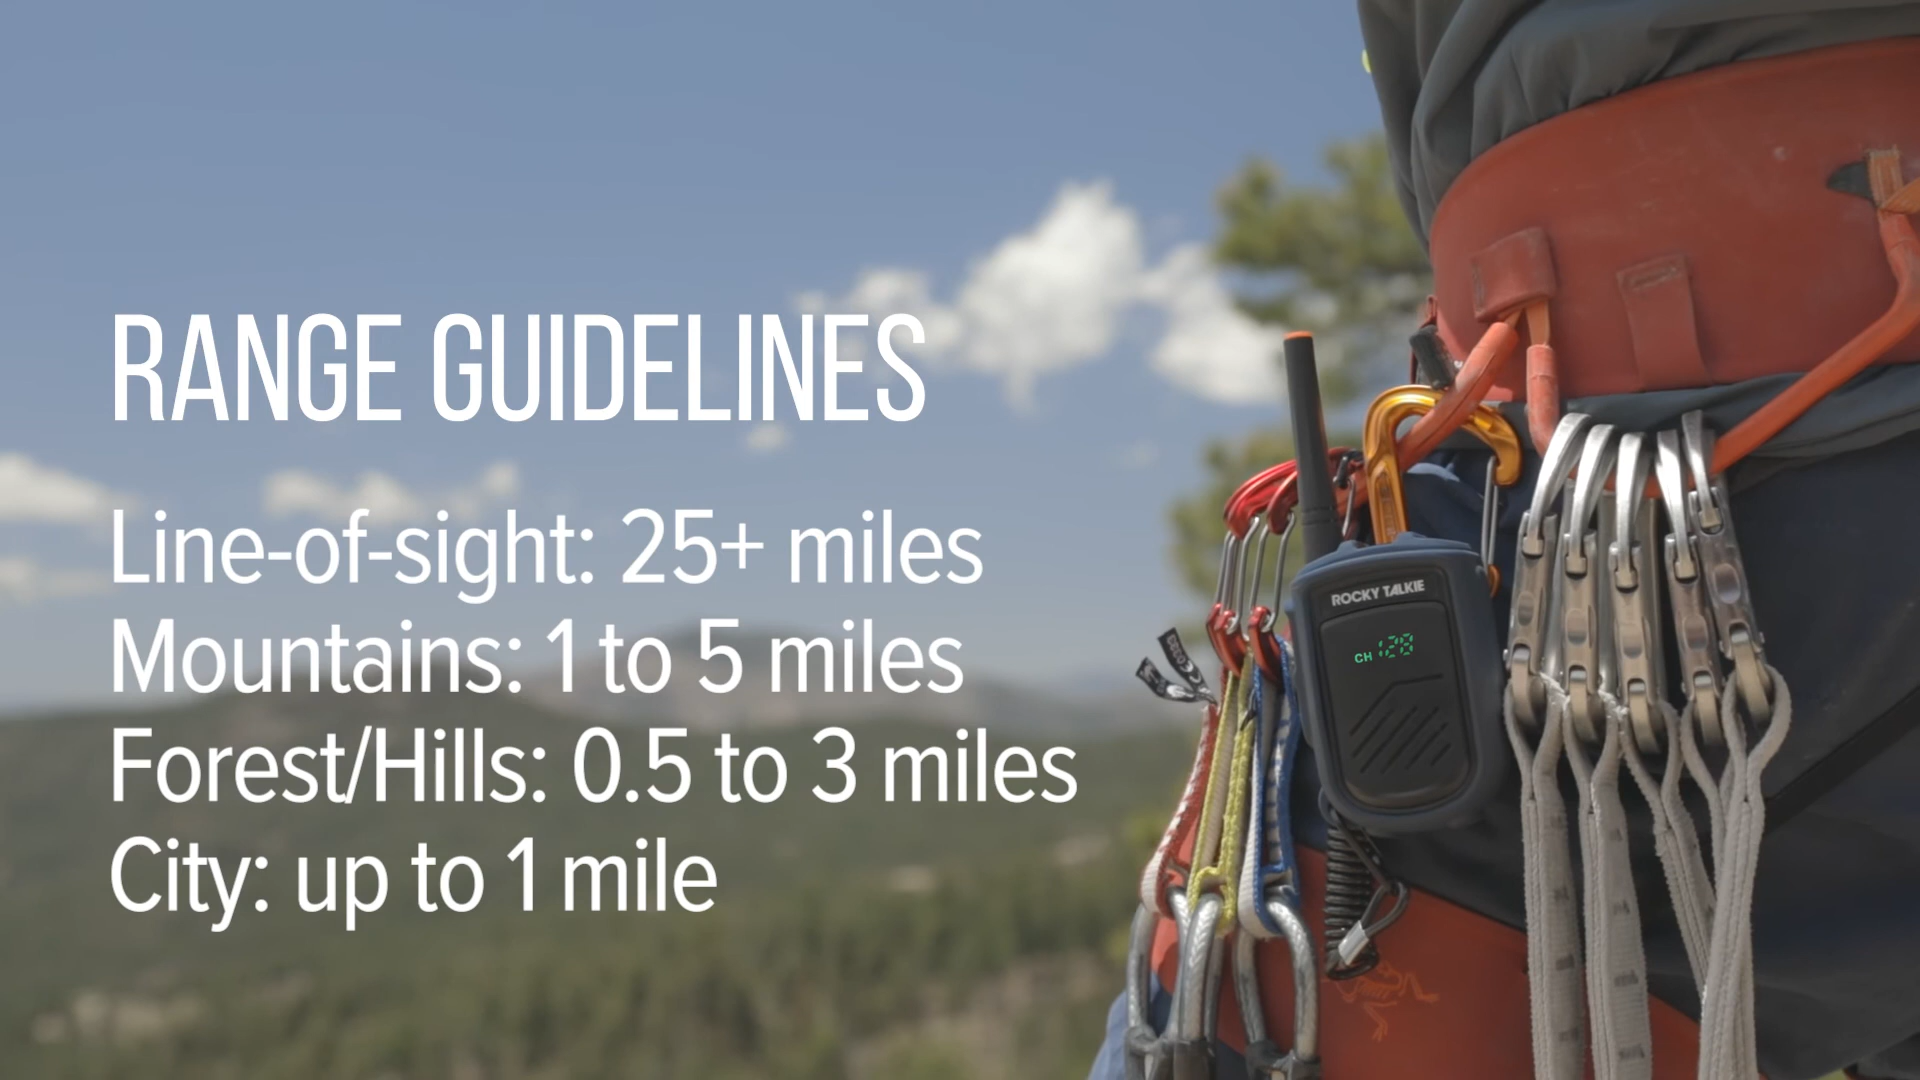 RANGE GUIDELINES
Line-of-sight: 25+ miles
Mountains: 1 to 5 miles
Forest/Hills: 0.5 to 3 miles
City: up to 1 mile
ROCKY TALKIE
CH 128